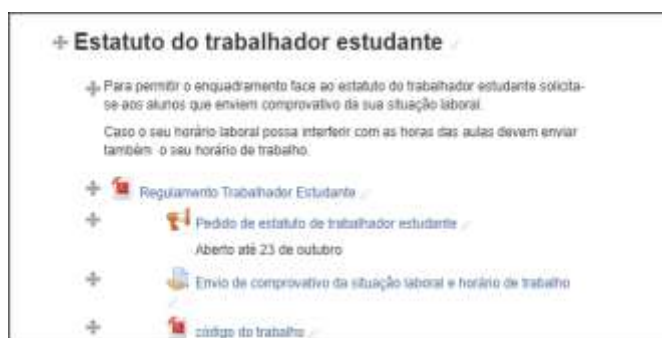 Estatuto do trabalhador estudante
Para permitir o enquadramento face ao estatuto do trabalhador estudante solicita-
se aos alunos que enviem comprovativo da sua situação laboral.
Caso o seu horário laboral possa interferir com as horas das aulas devem enviar
também o seu horário de trabalho.
Regulamento Trabalhador Estudante
Pedido de estatuto de trabalhador estudante
Aberto até 23 de outubro
Envio de comprovativo da situação laboral e horário de trabalho
código do trabalho